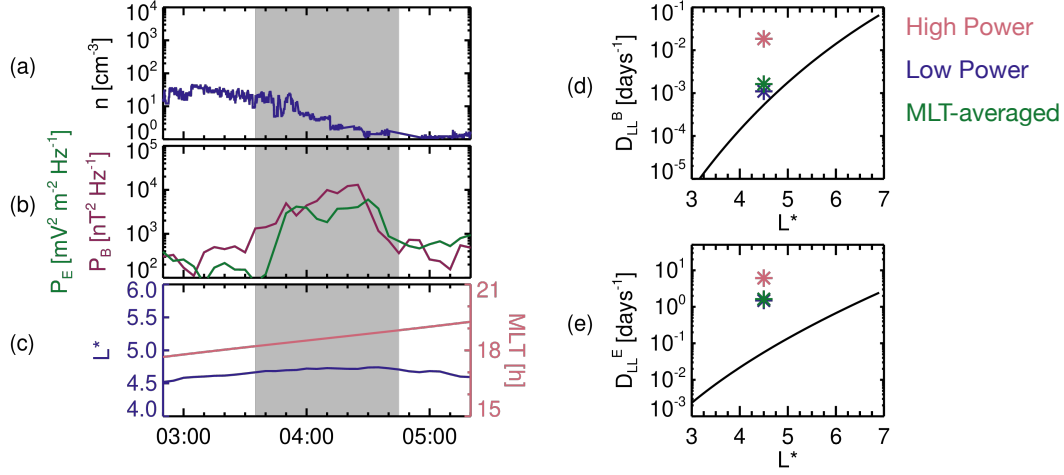 (a)
n [cm⁻³]
10⁴
10³
10²
10¹
10⁰
(b)
P_E [mV² m⁻² Hz⁻¹]
P_B [nT² Hz⁻¹]
10⁵
10⁴
10³
10²
(c)
L*
6.0
5.5
5.0
4.5
4.0
21
18
15
MLT [h]
03:00 04:00 05:00
(d)
D_LL^B [days⁻¹]
10⁻¹
10⁻²
10⁻³
10⁻⁴
10⁻⁵
3 4 5 6 7
L*
High Power
Low Power
MLT-averaged
(e)
D_LL^E [days⁻¹]
10¹
10⁰
10⁻¹
10⁻²
10⁻³
3 4 5 6 7
L*